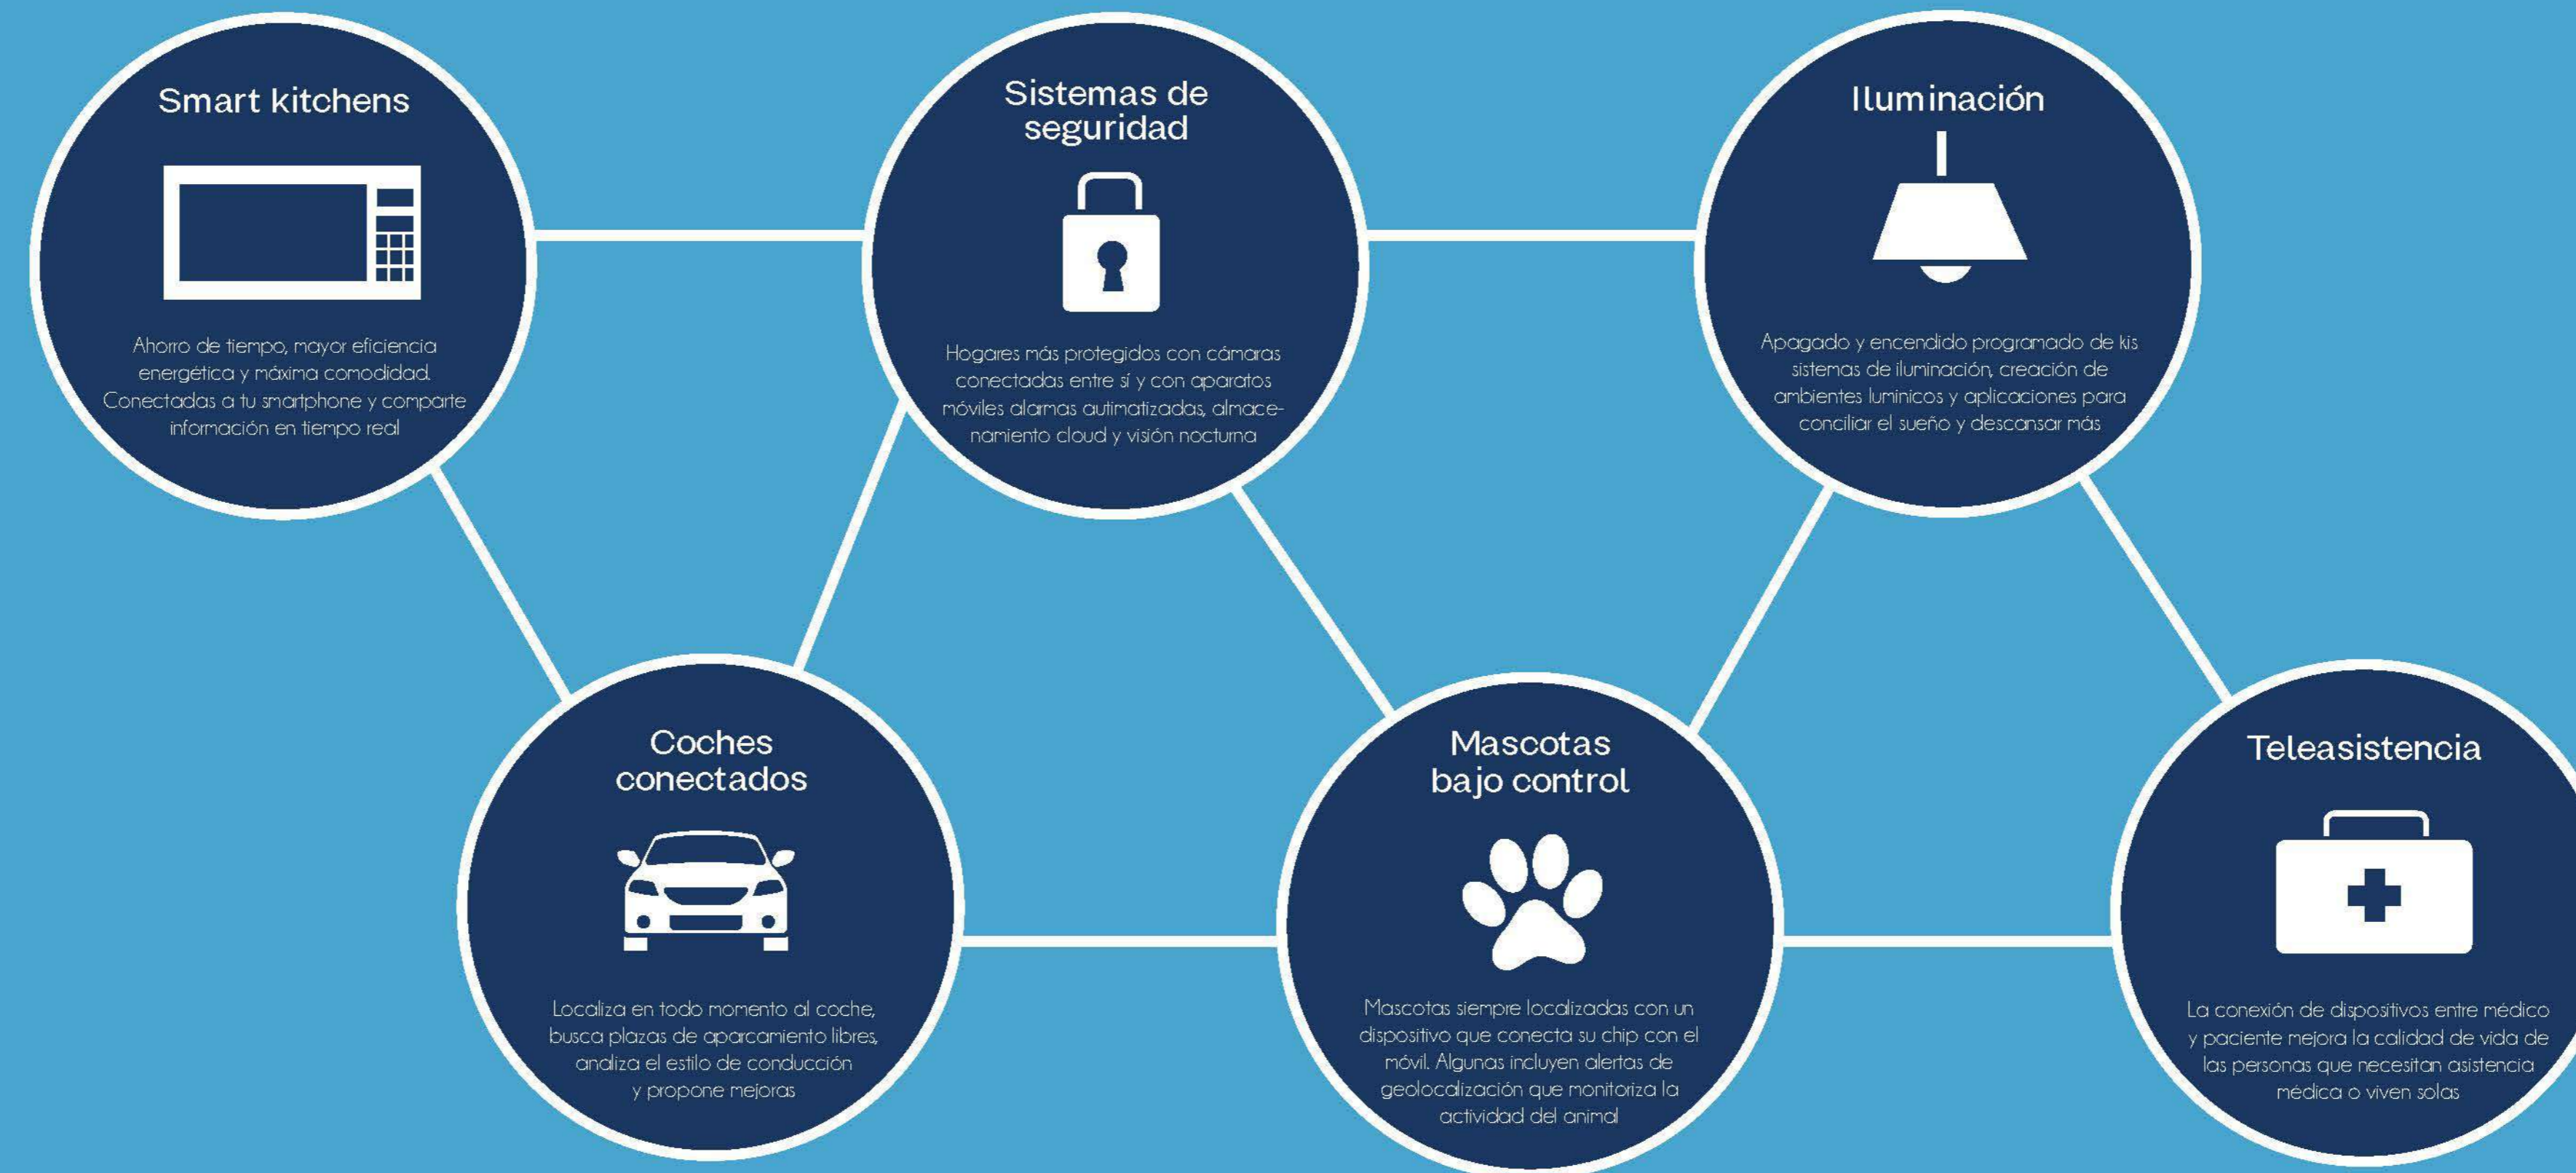 Smart kitchens
Ahorro de tiempo, mayor eficiencia
energética y máxima comodidad.
Conectadas a tu smartphone y comparte
información en tiempo real
Sistemas de
seguridad
Hogares más protegidos con cámaras
conectadas entre sí y con aparatos
móviles alarmas autimatizadas, almace-
namiento cloud y visión nocturna
Iluminación
Apagado y encendido programado de kis
sistemas de iluminación, creación de
ambientes luminicos y aplicaciones para
conciliar el sueño y descansar más
Coches
conectados
Localiza en todo momento al coche,
busca plazas de aparcamiento libres,
analiza el estilo de conducción
y propone mejoras
Mascotas
bajo control
Mascotas siempre localizadas con un
dispositivo que conecta su chip con el
móvil. Algunas incluyen alertas de
geolocalización que monitoriza la
actividad del animal
Teleasistencia
La conexión de dispositivos entre médico
y paciente mejora la calidad de vida de
las personas que necesitan asistencia
médica o viven solas